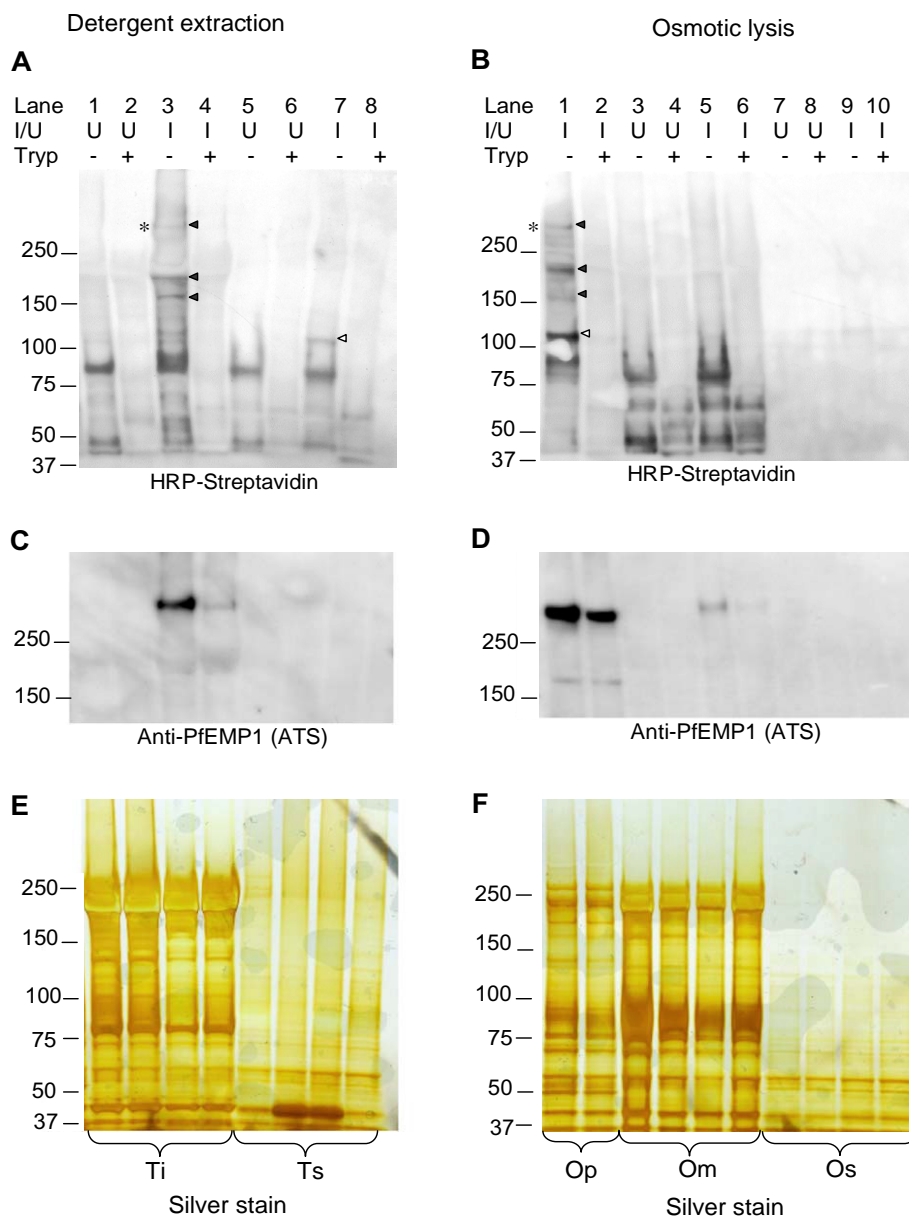 Detergent extraction
Osmotic lysis
A
Lane 1 2 3 4 5 6 7 8
I/U U U I I U U I I
Tryp - + - + - + - +
*
250
150
100
75
50
37
HRP-Streptavidin
B
Lane 1 2 3 4 5 6 7 8 9 10
I/U I I U U I I U U I I
Tryp - + - + - + - + - +
*
250
150
100
75
50
37
HRP-Streptavidin
C
250
150
Anti-PfEMP1 (ATS)
D
250
150
Anti-PfEMP1 (ATS)
E
250
150
100
75
50
37
Ti Ts
Silver stain
F
250
150
100
75
50
37
Op Om Os
Silver stain